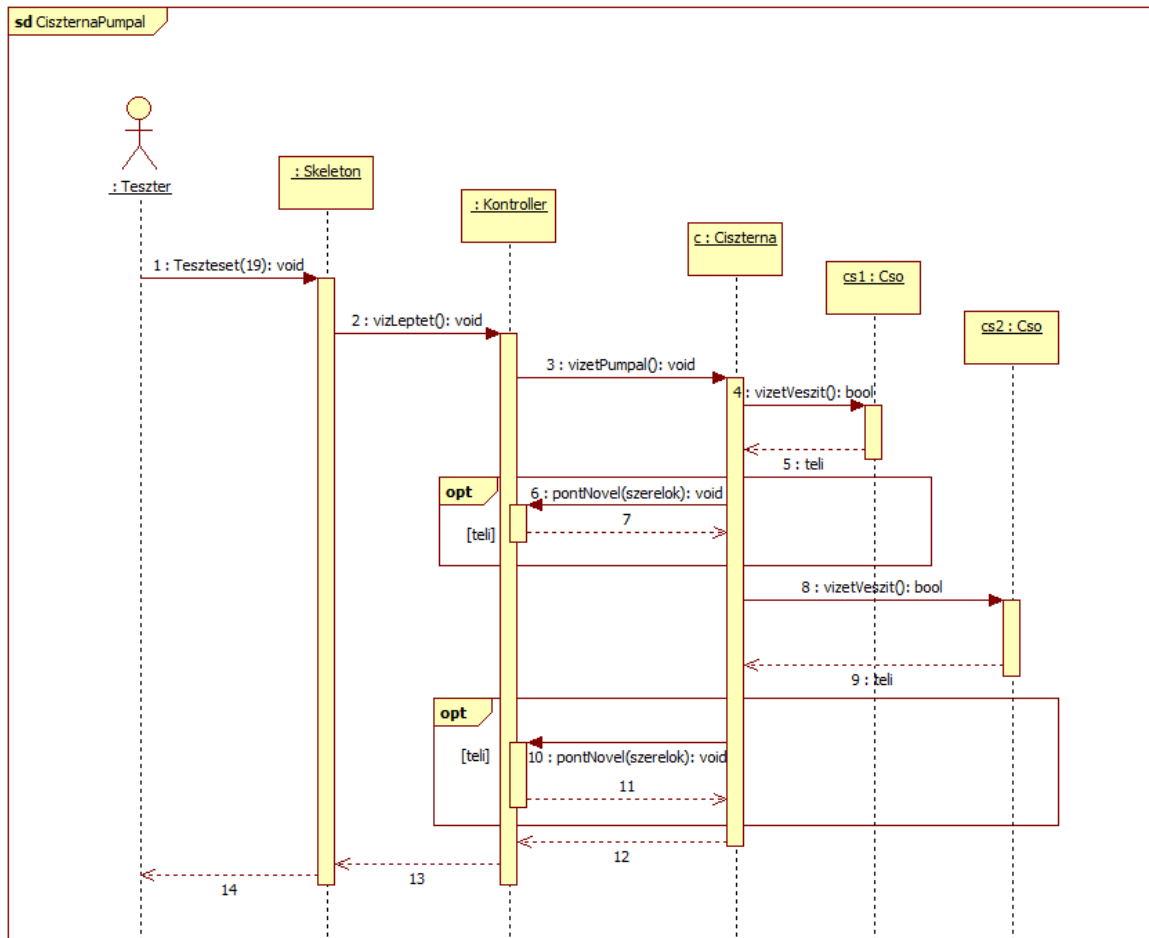 sd CiszternaPumpal
: Teszter
: Skeleton
: Kontroller
c : Ciszterna
cs1 : Cso
cs2 : Cso
1 : Teszteset(19): void
2 : vizLeptet(): void
3 : vizetPumpal(): void
4 : vizetVeszit(): bool
5 : teli
opt
6 : pontNovel(szerelok): void
[teli]
7
8 : vizetVeszit(): bool
9 : teli
opt
[teli]
10 : pontNovel(szerelok): void
11
12
13
14